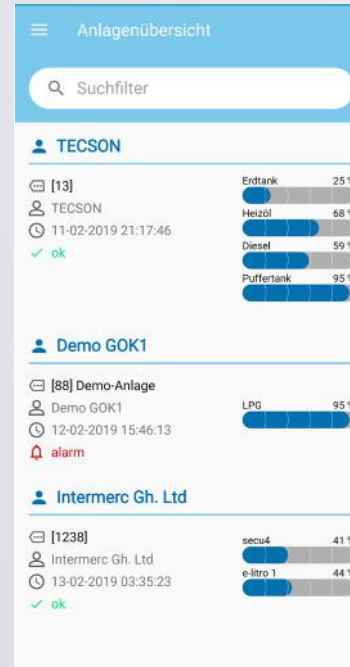 Anlagenübersicht
Suchfilter
TECSON
[13]
TECSON
11-02-2019 21:17:46
ok
Erdtank 25 %
Heizöl 68 %
Diesel 59 %
Puffertank 95 %
Demo GOK1
[88] Demo-Anlage
Demo GOK1
12-02-2019 15:46:13
alarm
LPG 95 %
Intermerc Gh. Ltd
[1238]
Intermerc Gh. Ltd
13-02-2019 03:35:23
ok
secu4 41 %
e-litro 1 44 %